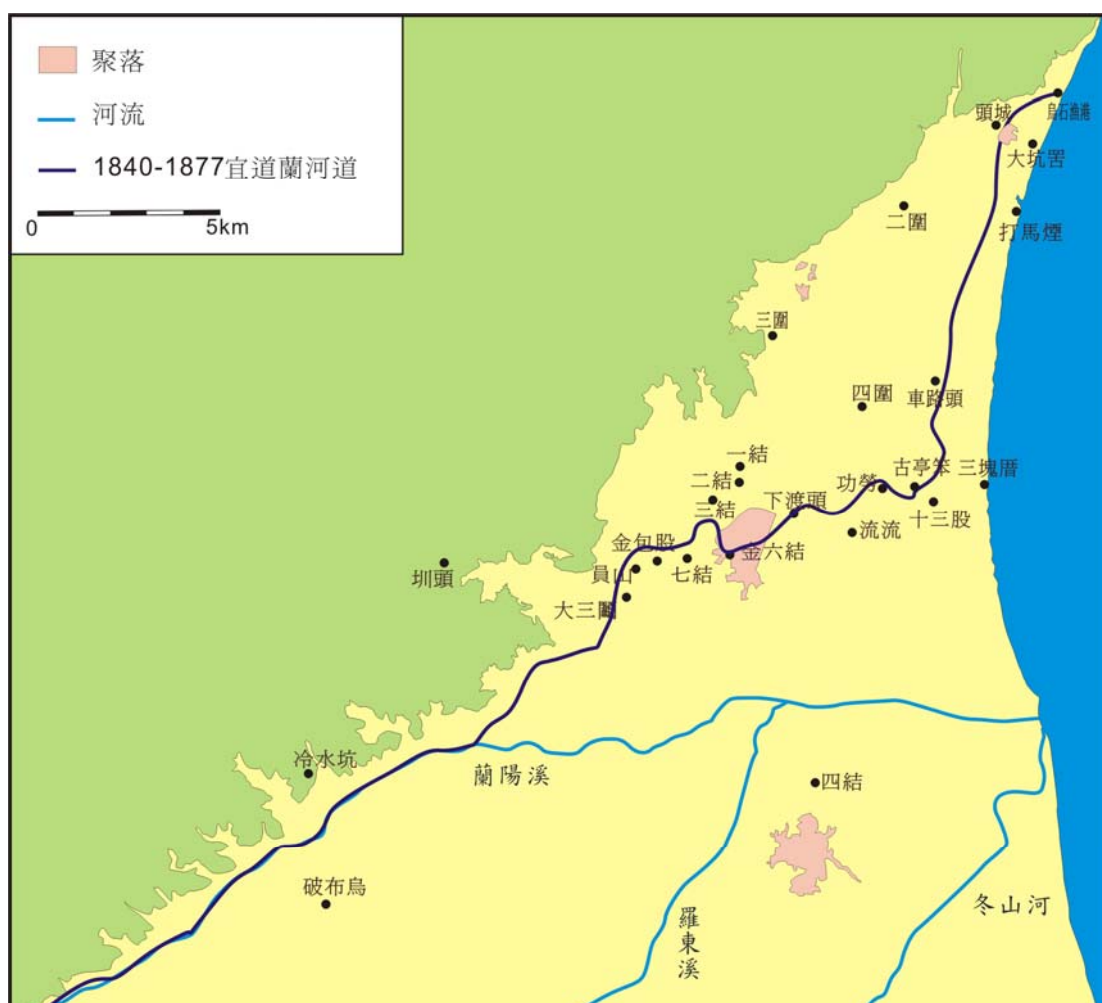 聚落
河流
1840-1877宜道蘭河道
0 5km
烏石漁港
頭城
大坑罟
二圍
打馬煙
三圍
四圍
車路頭
一結
二結
三結
下渡頭
功勞
古亭笨
三塊厝
十三股
流流
金包股
金六結
七結
員山
大三鬮
圳頭
冷水坑
蘭陽溪
四結
破布烏
羅東溪
冬山河